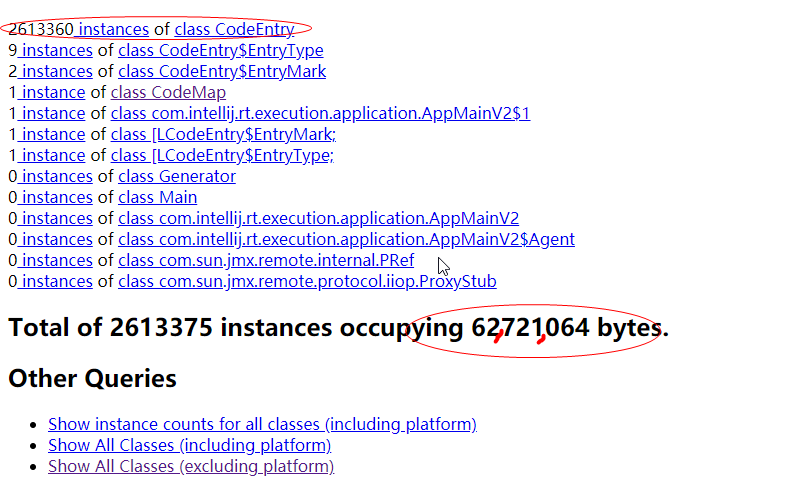 2613360 instances of class CodeEntry
9 instances of class CodeEntry$EntryType
2 instances of class CodeEntry$EntryMark
1 instance of class CodeMap
1 instance of class com.intellij.rt.execution.application.AppMainV2$1
1 instance of class [LCodeEntry$EntryMark;
1 instance of class [LCodeEntry$EntryType;
0 instances of class Generator
0 instances of class Main
0 instances of class com.intellij.rt.execution.application.AppMainV2
0 instances of class com.intellij.rt.execution.application.AppMainV2$Agent
0 instances of class com.sun.jmx.remote.internal.PRef
0 instances of class com.sun.jmx.remote.protocol.iiop.ProxyStub
Total of 2613375 instances occupying 62,721,064 bytes.
Other Queries
• Show instance counts for all classes (including platform)
• Show All Classes (including platform)
• Show All Classes (excluding platform)